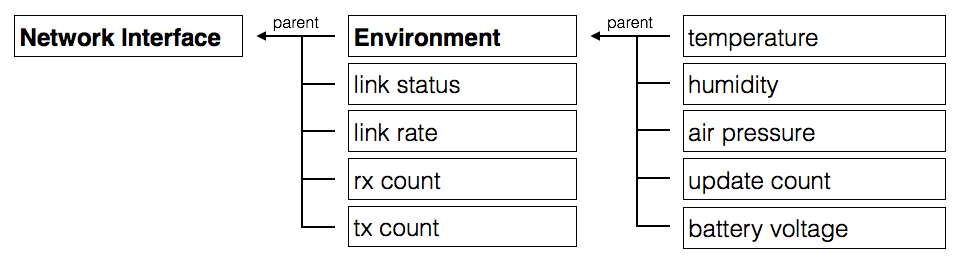 parent
parent
Network Interface
Environment
temperature
link status
humidity
link rate
air pressure
rx count
update count
tx count
battery voltage